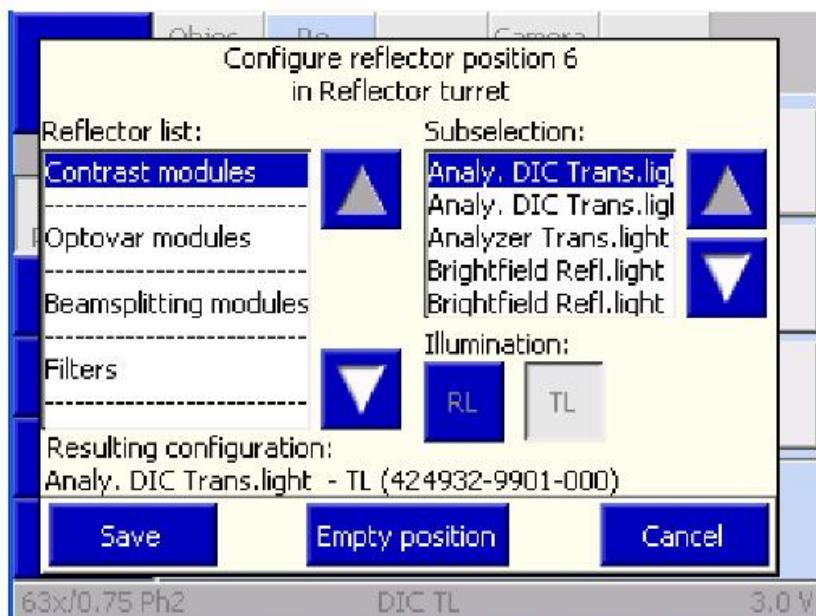 Configure reflector position 6
in Reflector turret
Reflector list:
Contrast modules
Optovar modules
Beamsplitting modules
Filters
Subselection:
Analy. DIC Trans.ligl
Analy. DIC Trans.ligl
Analyzer Trans.light
Brightfield Refl.light
Brightfield Refl.light
Illumination:
RL
TL
Resulting configuration:
Analy. DIC Trans.light - TL (424932-9901-000)
Save
Empty position
Cancel
63x/0.75 Ph2
DIC TL
3.0 V